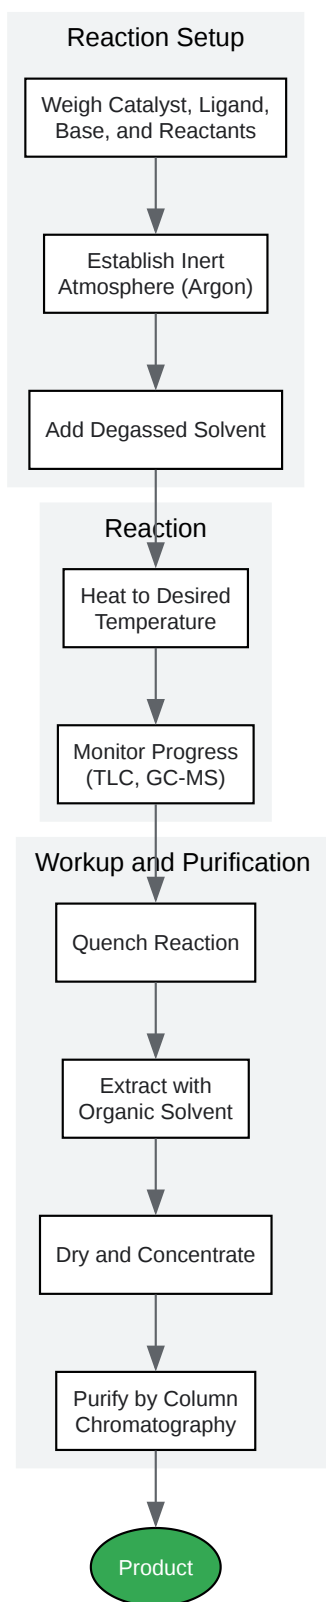 Reaction Setup
Weigh Catalyst, Ligand,
Base, and Reactants
Establish Inert
Atmosphere (Argon)
Add Degassed Solvent
Reaction
Heat to Desired
Temperature
Monitor Progress
(TLC, GC-MS)
Workup and Purification
Quench Reaction
Extract with
Organic Solvent
Dry and Concentrate
Purify by Column
Chromatography
Product